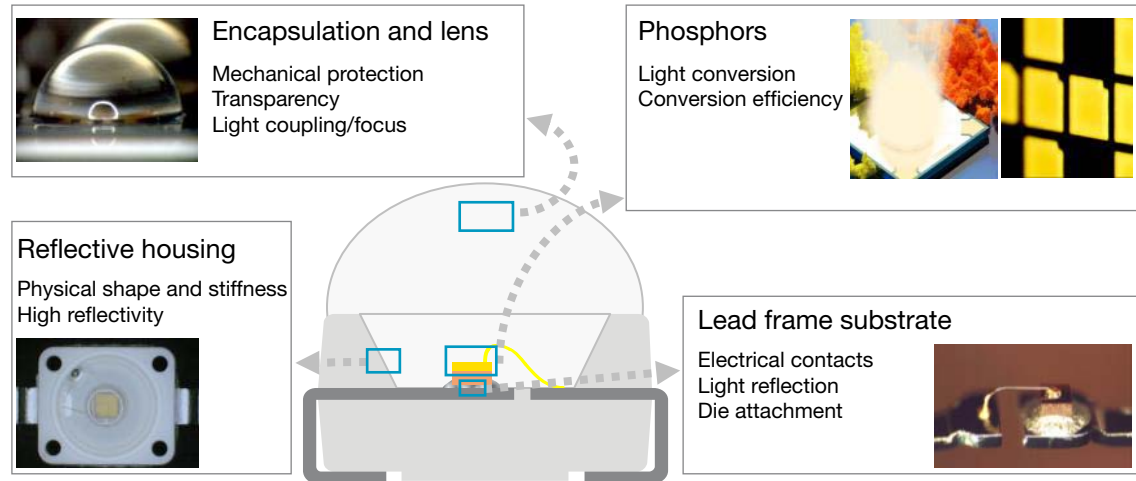 Encapsulation and lens
Mechanical protection
Transparency
Light coupling/focus
Phosphors
Light conversion
Conversion efficiency
Reflective housing
Physical shape and stiffness
High reflectivity
Lead frame substrate
Electrical contacts
Light reflection
Die attachment